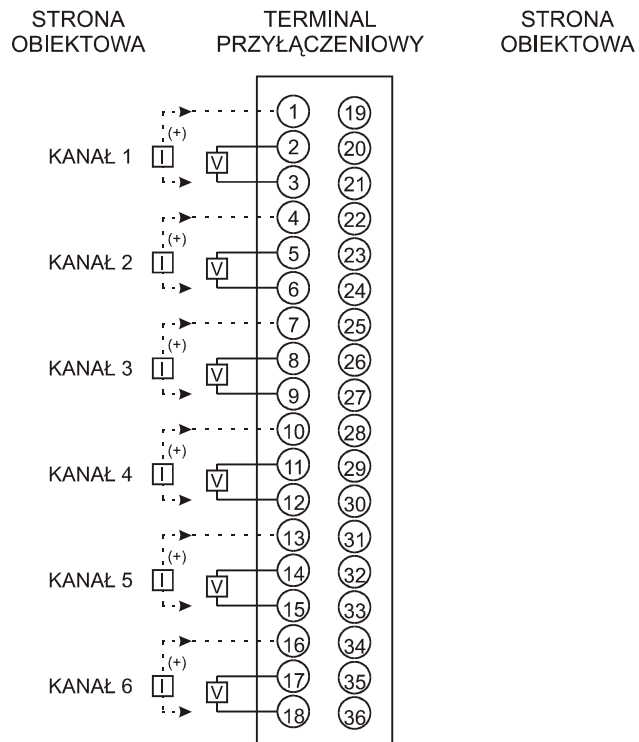 STRONA OBIEKTOWA
TERMINAL PRZYŁĄCZENIOWY
STRONA OBIEKTOWA
1 19
(+)
KANAŁ 1 I V 2 20
3 21
4 22
(+)
KANAŁ 2 I V 5 23
6 24
7 25
(+)
KANAŁ 3 I V 8 26
9 27
10 28
(+)
KANAŁ 4 I V 11 29
12 30
13 31
(+)
KANAŁ 5 I V 14 32
15 33
16 34
(+)
KANAŁ 6 I V 17 35
18 36